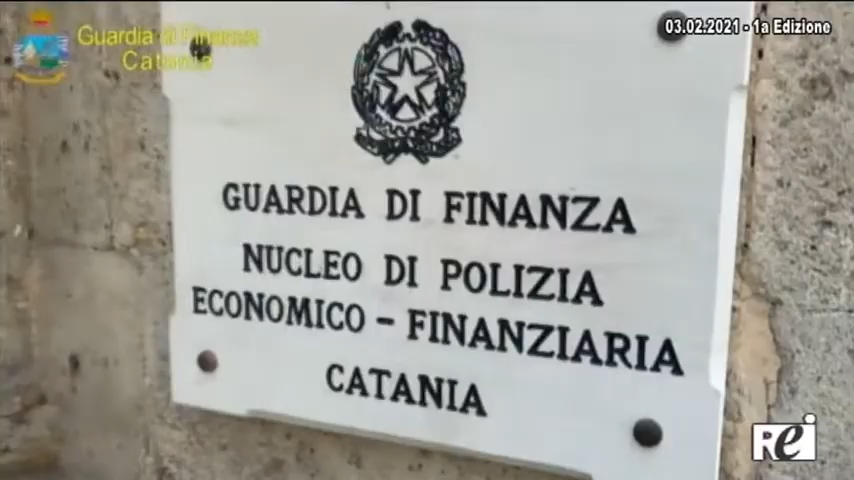 Guardia di Finanza
Catania
03.02.2021 - 1a Edizione
GUARDIA DI FINANZA
NUCLEO DI POLIZIA
ECONOMICO - FINANZIARIA
CATANIA
Rei